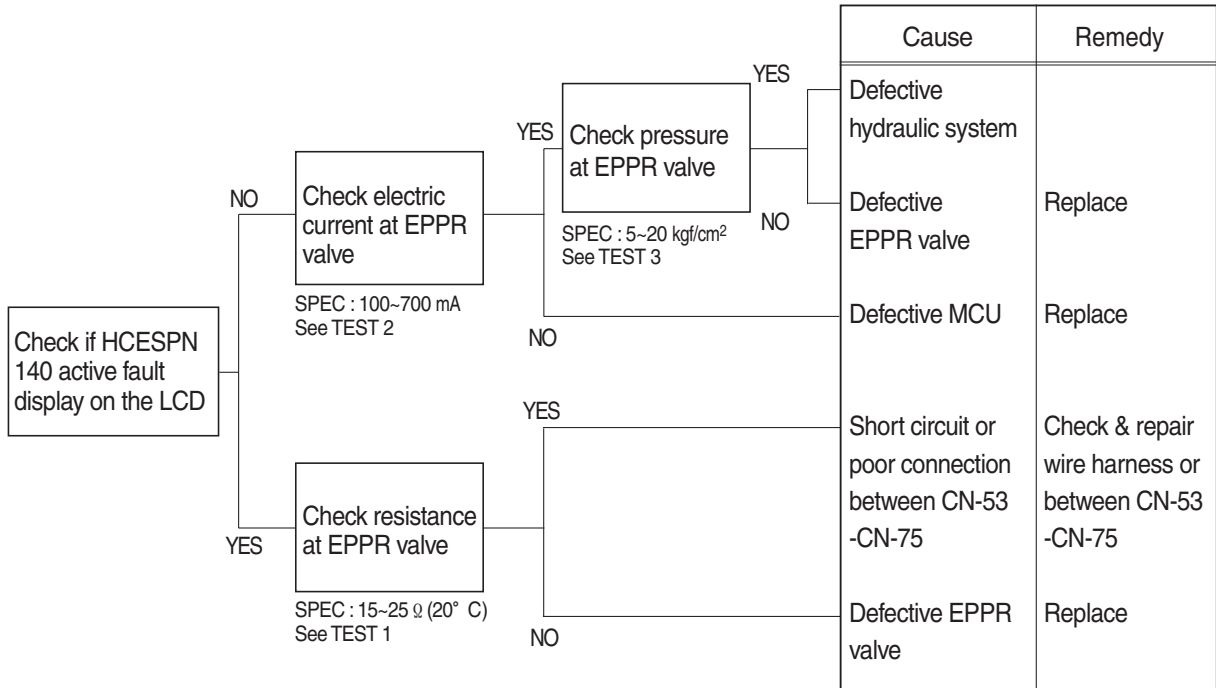 Cause
Remedy
YES
Defective
hydraulic system
YES
Check pressure
at EPPR valve
NO
Check electric
current at EPPR
valve
Defective
EPPR valve
Replace
NO
SPEC : 5~20 kgf/cm²
See TEST 3
SPEC : 100~700 mA
See TEST 2
Defective MCU
Replace
NO
Check if HCESPN
140 active fault
display on the LCD
YES
Short circuit or
poor connection
between CN-53
-CN-75
Check & repair
wire harness or
between CN-53
-CN-75
YES
Check resistance
at EPPR valve
SPEC : 15~25 Ω (20° C)
See TEST 1
NO
Defective EPPR
valve
Replace